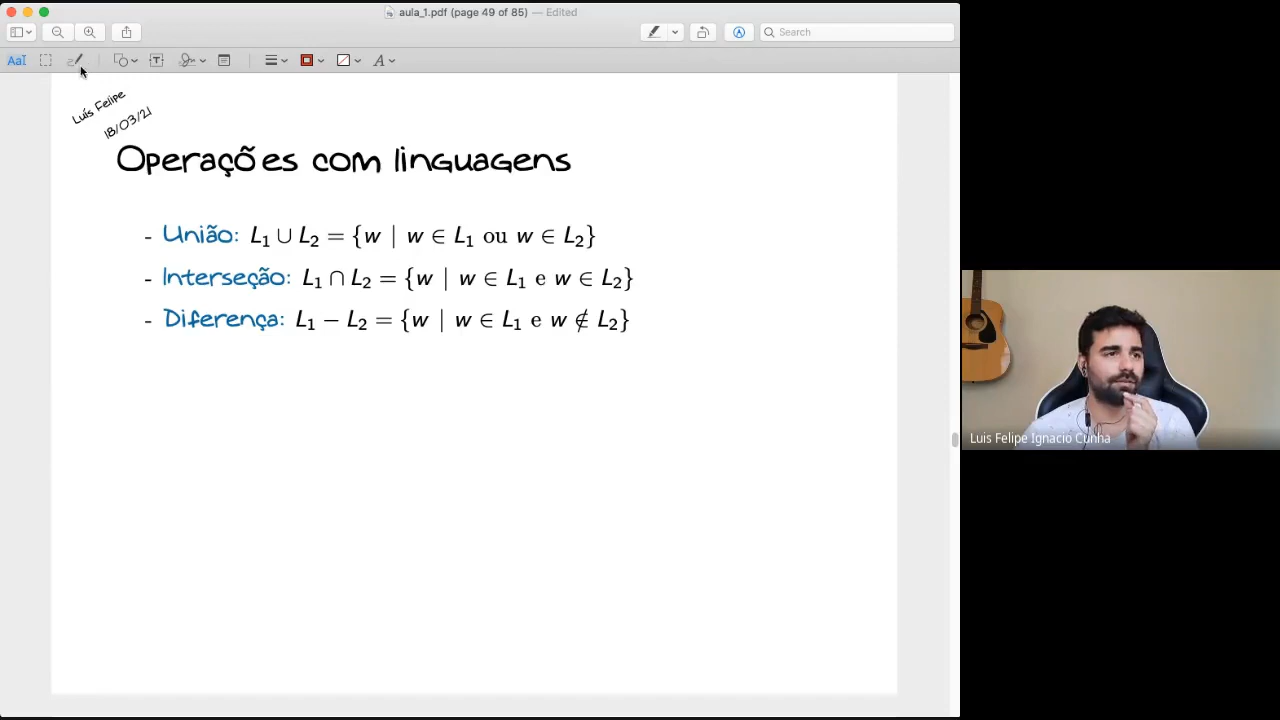 aula_1.pdf (page 49 of 85) — Edited
Search
AaI
T
A
Luís Felipe
18/03/21
Operações com linguagens
- União: L₁ ∪ L₂ = {w | w ∈ L₁ ou w ∈ L₂}
- Interseção: L₁ ∩ L₂ = {w | w ∈ L₁ e w ∈ L₂}
- Diferença: L₁ − L₂ = {w | w ∈ L₁ e w ∉ L₂}
Luis Felipe Ignacio Cunha